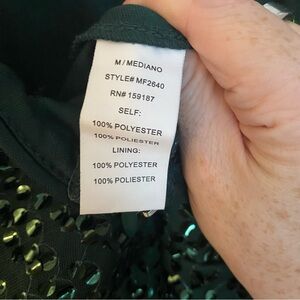 M / MEDIANO
STYLE# MF2640
RN# 159187
SELF:
100% POLYESTER
100% POLIESTER
LINING:
100% POLYESTER
100% POLIESTER